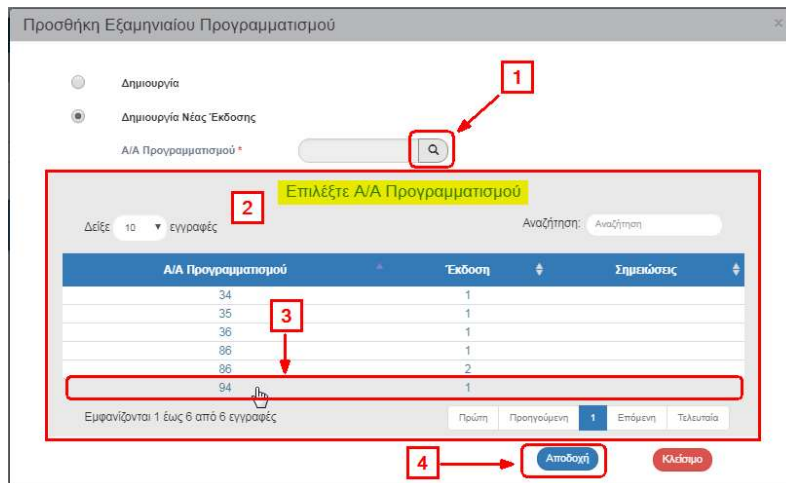 Προσθήκη Εξαμηνιαίου Προγραμματισμού ×
Δημιουργία
1
Δημιουργία Νέας Έκδοσης
Α/Α Προγραμματισμού *
Επιλέξτε Α/Α Προγραμματισμού
2
Δείξε 10 εγγραφές Αναζήτηση: Αναζήτηση
Α/Α Προγραμματισμού Έκδοση Σημειώσεις
34 1
35 1
3
36 1
86 1
86 2
94 1
Εμφανίζονται 1 έως 6 από 6 εγγραφές Πρώτη Προηγούμενη 1 Επόμενη Τελευταία
4 Αποδοχή Κλείσιμο